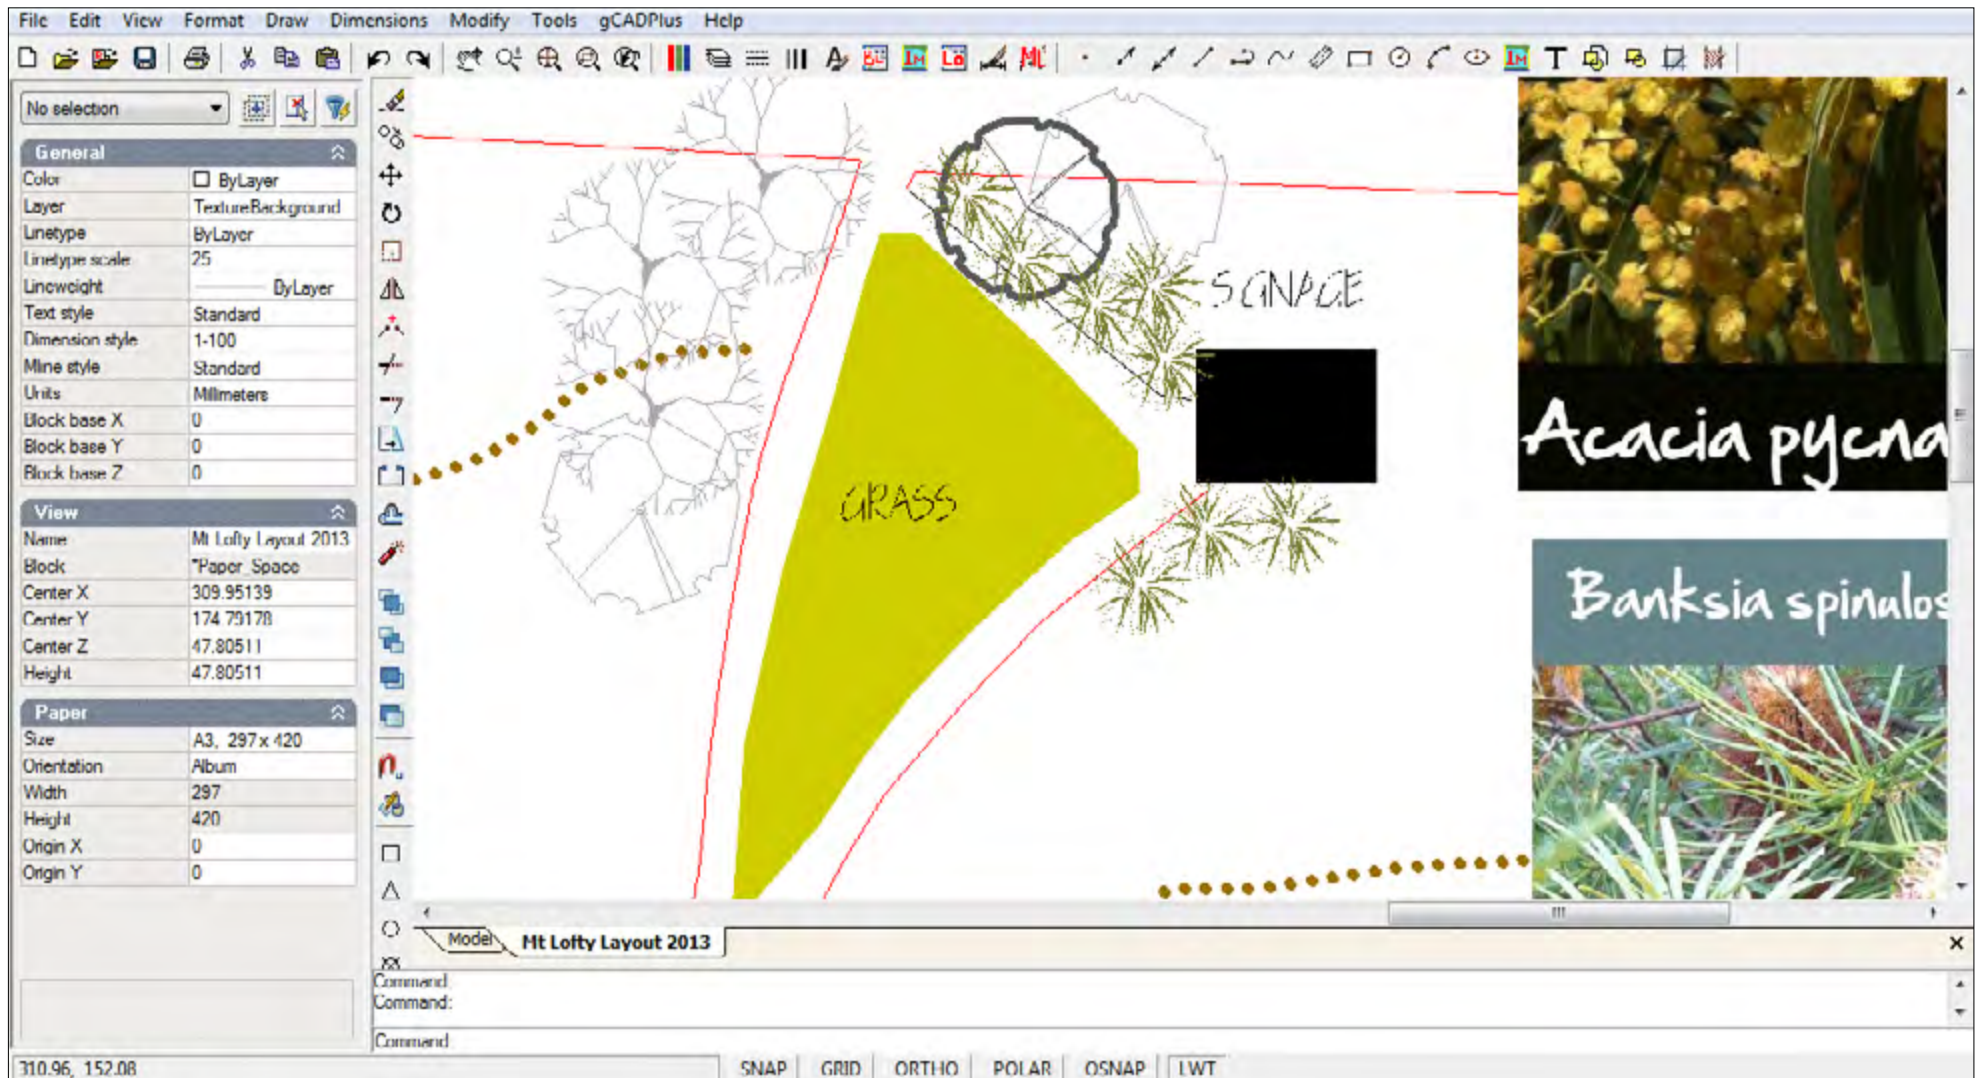 File Edit View Format Draw Dimensions Modify Tools gCADPlus Help
No selection
General
Color ByLayer
Layer TextureBackground
Linetype ByLayer
Linetype scale 25
Lineweight ByLayer
Text style Standard
Dimension style 1-100
Mline style Standard
Units Millimeters
Block base X 0
Block base Y 0
Block base Z 0
View
Name Mt Lofty Layout 2013
Block *Paper_Space
Center X 309.95139
Center Y 174.79178
Center Z 47.80511
Height 47.80511
Paper
Size A3, 297 x 420
Orientation Album
Width 297
Height 420
Origin X 0
Origin Y 0
SIGNAGE
GRASS
Acacia pycna
Banksia spinulos
Model Mt Lofty Layout 2013
Command:
Command:
Command
310.96, 152.08 SNAP GRID ORTHO POLAR OSNAP LWT